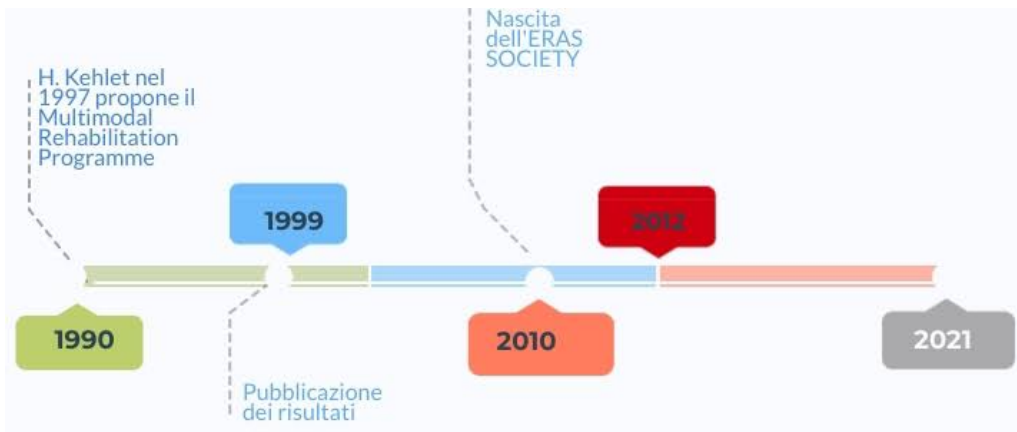 Nascita
dell'ERAS
SOCIETY
H. Kehlet nel
1997 propone il
Multimodal
Rehabilitation
Programme
1999
2012
1990
2010
2021
Pubblicazione
dei risultati